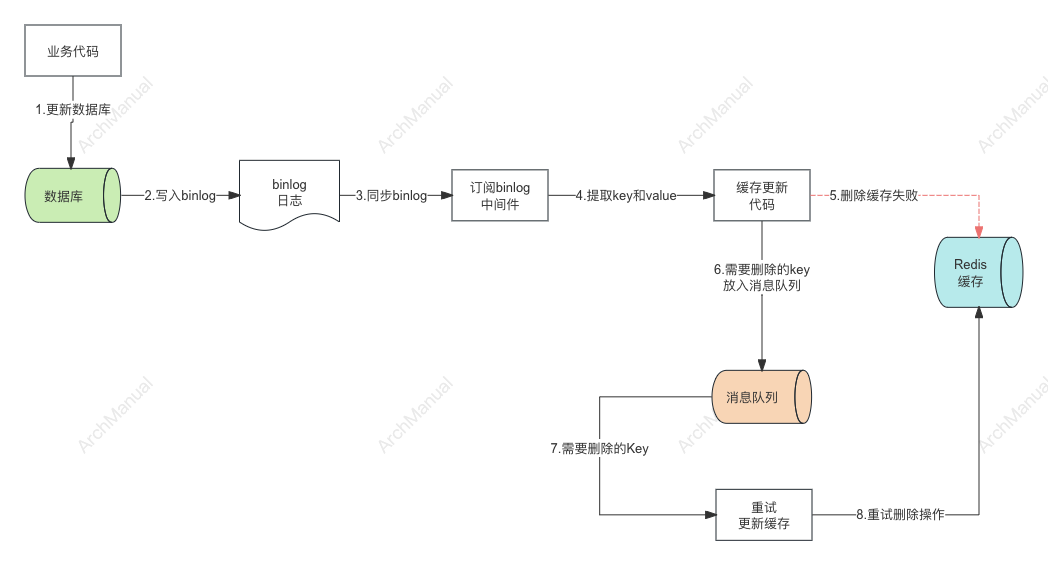 业务代码
1.更新数据库
数据库
2.写入binlog
binlog
日志
3.同步binlog
订阅binlog
中间件
4.提取key和value
缓存更新
代码
5.删除缓存失败
Redis
缓存
6.需要删除的key
放入消息队列
消息队列
7.需要删除的Key
重试
更新缓存
8.重试删除操作
ArchManual
ArchManual
ArchManual
ArchManual
ArchManual
ArchManual
ArchManual
ArchManual